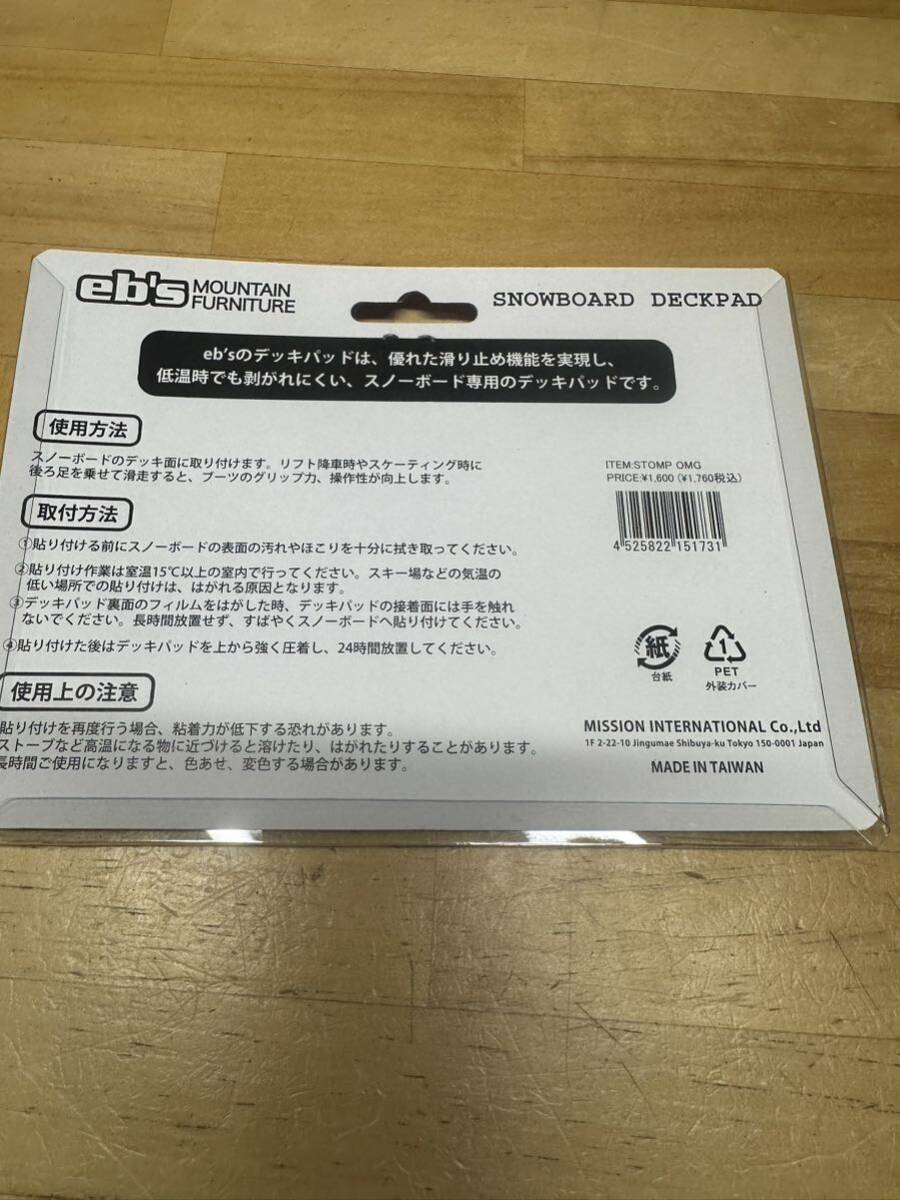 eb's MOUNTAIN FURNITURE
SNOWBOARD DECKPAD
eb'sのデッキパッドは、優れた滑り止め機能を実現し、
低温時でも剥がれにくい、スノーボード専用のデッキパッドです。
使用方法
スノーボードのデッキ面に取り付けます。リフト降車時やスケーティング時に
後ろ足を乗せて滑走すると、ブーツのグリップ力、操作性が向上します。
取付方法
①貼り付ける前にスノーボードの表面の汚れやほこりを十分に拭き取ってください。
②貼り付け作業は室温15℃以上の室内で行ってください。スキー場などの気温の
低い場所での貼り付けは、はがれる原因となります。
③デッキパッド裏面のフィルムをはがした時、デッキパッドの接着面には手を触れ
ないでください。長時間放置せず、すばやくスノーボードへ貼り付けてください。
④貼り付けた後はデッキパッドを上から強く圧着し、24時間放置してください。
使用上の注意
貼り付けを再度行う場合、粘着力が低下する恐れがあります。
ストーブなど高温になる物に近づけると溶けたり、はがれたりすることがあります。
長時間ご使用になりますと、色あせ、変色する場合があります。
ITEM:STOMP OMG
PRICE:¥1,600 (¥1,760税込)
4 525822 151731
紙
台紙
1
PET
外装カバー
MISSION INTERNATIONAL Co.,Ltd
1F 2-22-10 Jingumae Shibuya-ku Tokyo 150-0001 Japan
MADE IN TAIWAN